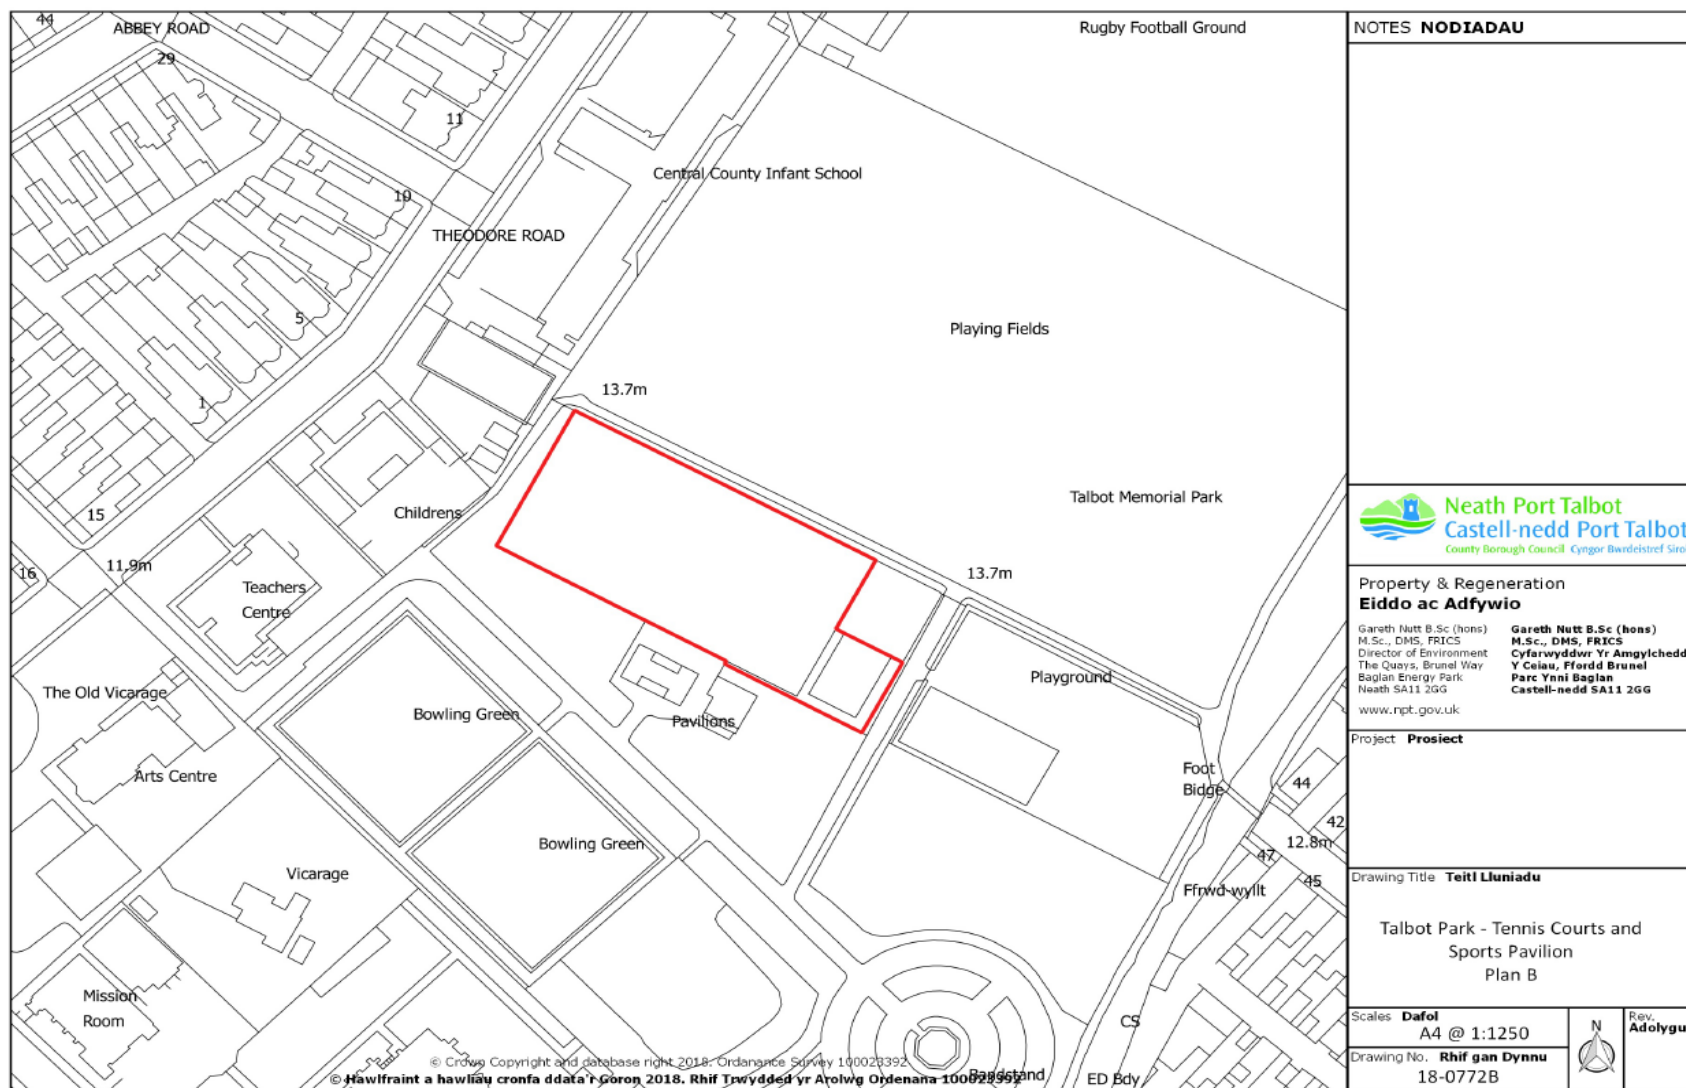 44
ABBEY ROAD
Rugby Football Ground
29
11
Central County Infant School
10
THEODORE ROAD
5
Playing Fields
1
13.7m
Talbot Memorial Park
15
Childrens
16
11.9m
13.7m
Teachers
Centre
Playground
The Old Vicarage
Bowling Green
Pavilions
Arts Centre
Foot
Bridge
44
42
12.8m
Bowling Green
47
45
Vicarage
Ffrwd-wyllt
Mission
Room
CS
Bandstand
ED Bdy
© Crown Copyright and database right 2018. Ordanance Survey 100023392
© Hawlfraint a hawliau cronfa ddata'r Goron 2018. Rhif Trwydded yr Arolwg Ordenana 100023392
NOTES NODIADAU
Neath Port Talbot
Castell-nedd Port Talbot
County Borough Council Cyngor Bwrdeistref Sirol
Property & Regeneration
Eiddo ac Adfywio
Gareth Nutt B.Sc (hons) Gareth Nutt B.Sc (hons)
M.Sc., DMS, FRICS M.Sc., DMS, FRICS
Director of Environment Cyfarwyddwr Yr Amgylchedd
The Quays, Brunel Way Y Ceiau, Ffordd Brunel
Baglan Energy Park Parc Ynni Baglan
Neath SA11 2GG Castell-nedd SA11 2GG
www.npt.gov.uk
Project Prosiect
Drawing Title Teitl Lluniadu
Talbot Park - Tennis Courts and
Sports Pavilion
Plan B
Scales Dafol
A4 @ 1:1250
N
Rev.
Adolygu
Drawing No. Rhif gan Dynnu
18-0772B